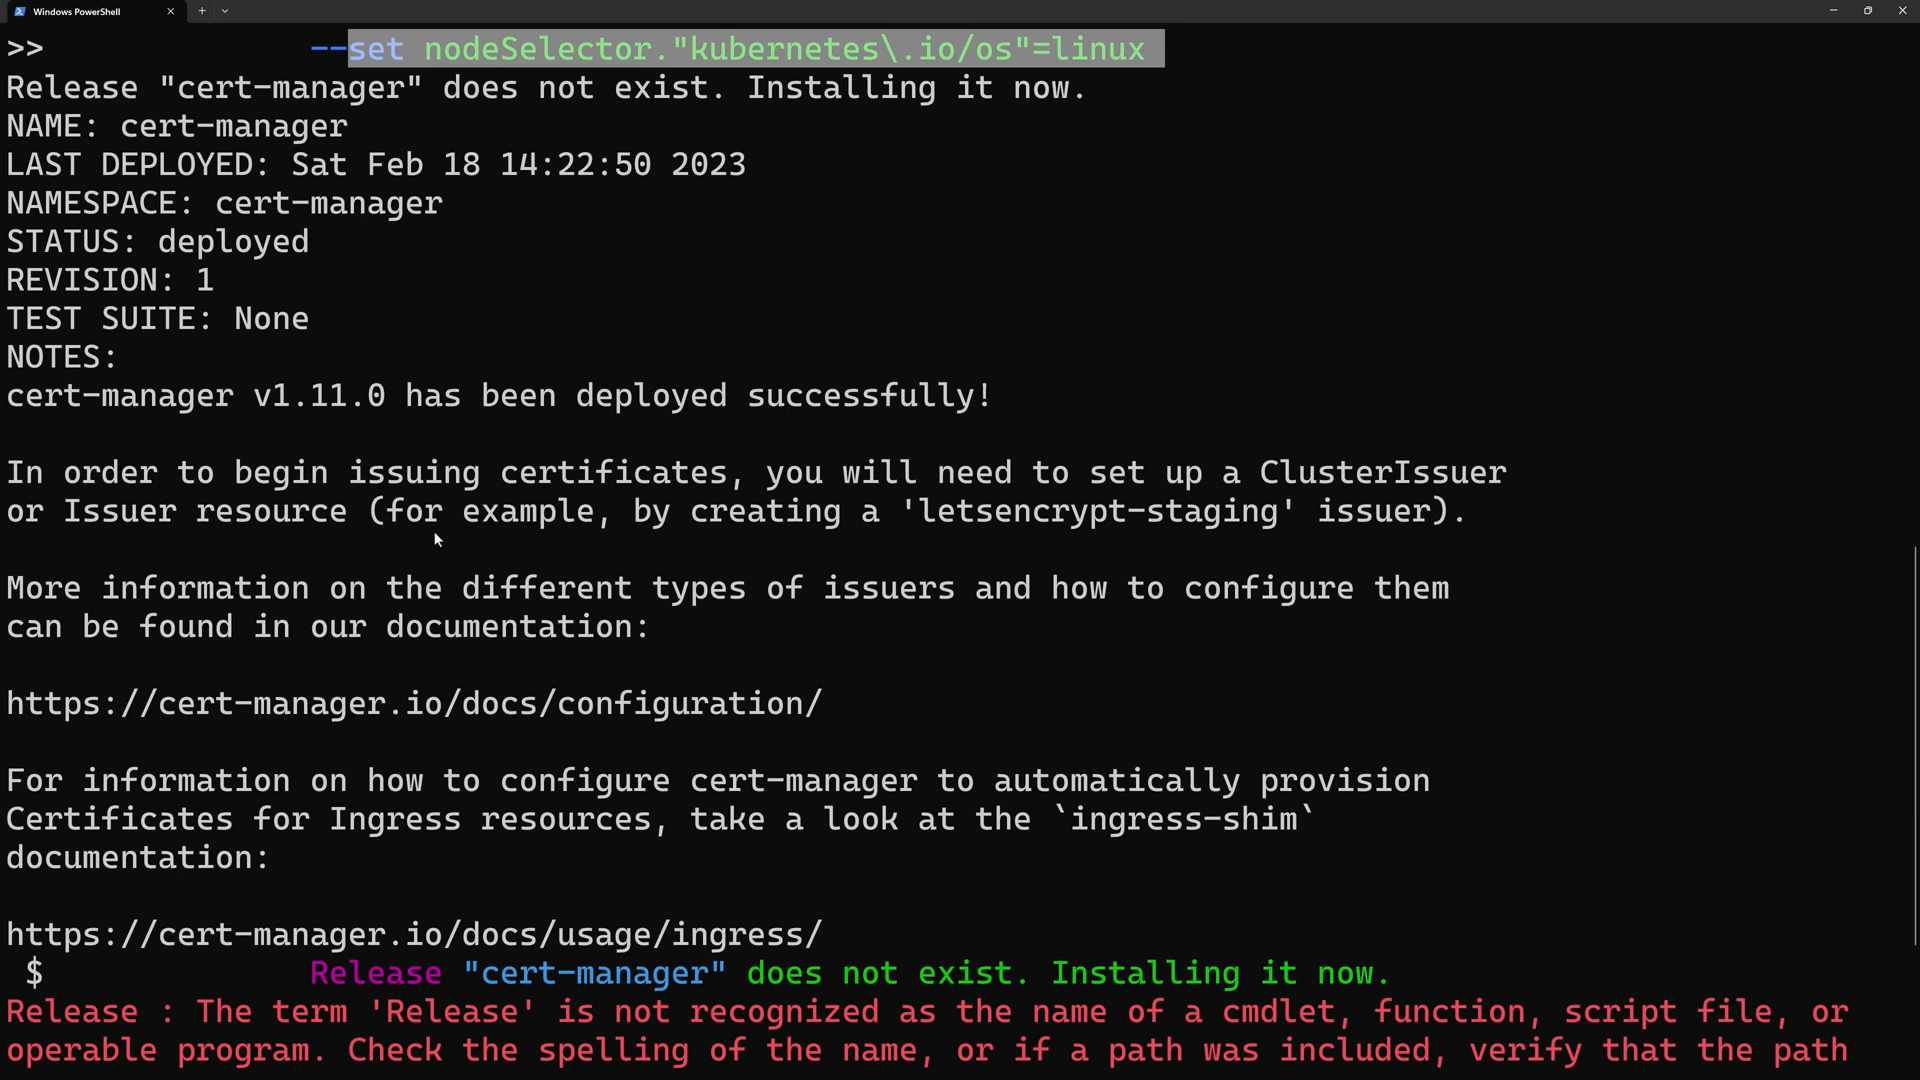 Windows PowerShell
>> --set nodeSelector."kubernetes\.io/os"=linux
Release "cert-manager" does not exist. Installing it now.
NAME: cert-manager
LAST DEPLOYED: Sat Feb 18 14:22:50 2023
NAMESPACE: cert-manager
STATUS: deployed
REVISION: 1
TEST SUITE: None
NOTES:
cert-manager v1.11.0 has been deployed successfully!
In order to begin issuing certificates, you will need to set up a ClusterIssuer
or Issuer resource (for example, by creating a 'letsencrypt-staging' issuer).
More information on the different types of issuers and how to configure them
can be found in our documentation:
https://cert-manager.io/docs/configuration/
For information on how to configure cert-manager to automatically provision
Certificates for Ingress resources, take a look at the `ingress-shim`
documentation:
https://cert-manager.io/docs/usage/ingress/
$ Release "cert-manager" does not exist. Installing it now.
Release : The term 'Release' is not recognized as the name of a cmdlet, function, script file, or
operable program. Check the spelling of the name, or if a path was included, verify that the path